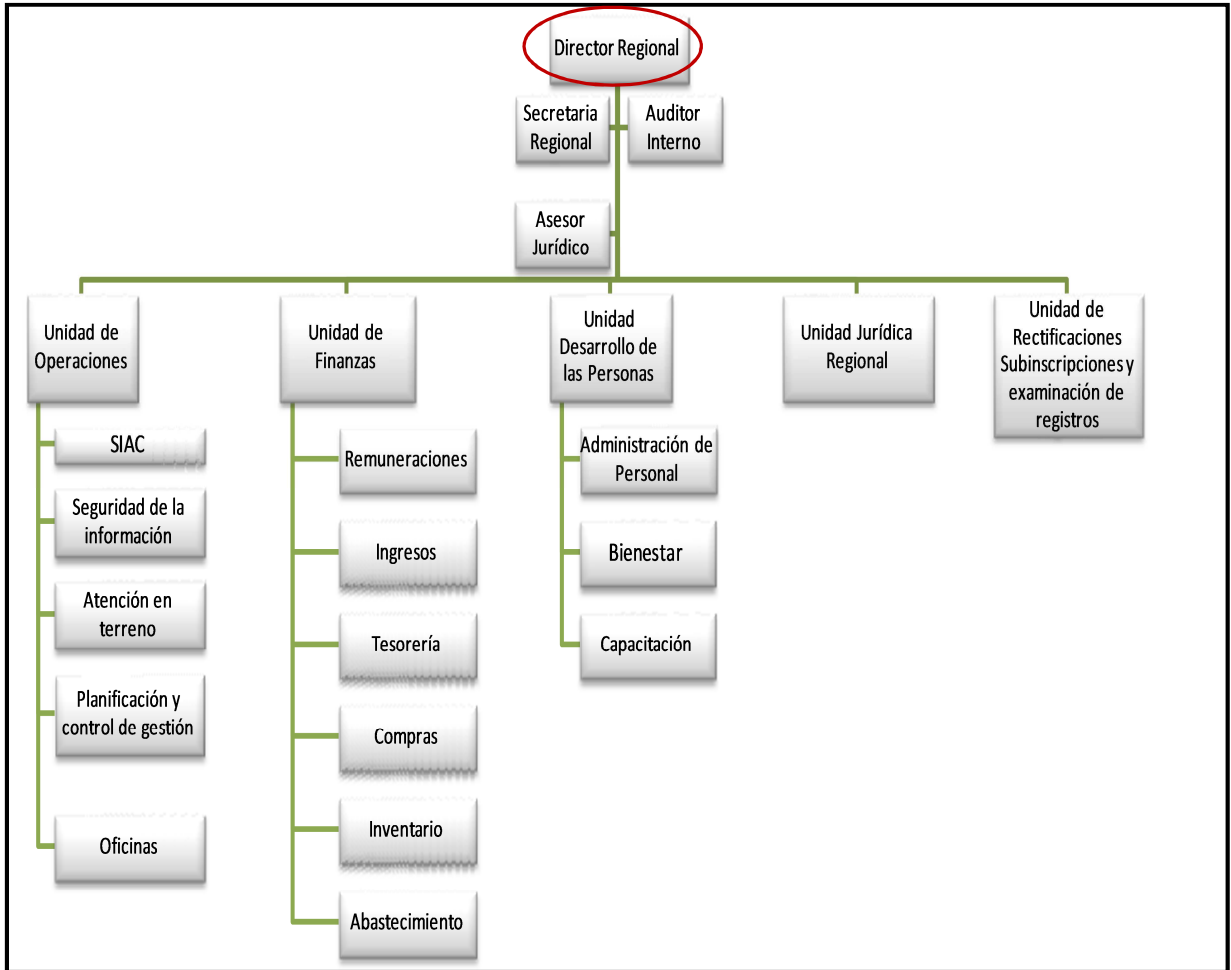 Director Regional
Secretaria
Regional
Auditor
Interno
Asesor
Jurídico
Unidad de
Operaciones
SIAC
Seguridad de la
información
Atención en
terreno
Planificación y
control de gestión
Oficinas
Unidad de
Finanzas
Remuneraciones
Ingresos
Tesorería
Compras
Inventario
Abastecimiento
Unidad
Desarrollo de
las Personas
Administración de
Personal
Bienestar
Capacitación
Unidad Jurídica
Regional
Unidad de
Rectificaciones
Subinscripciones y
examinación de
registros